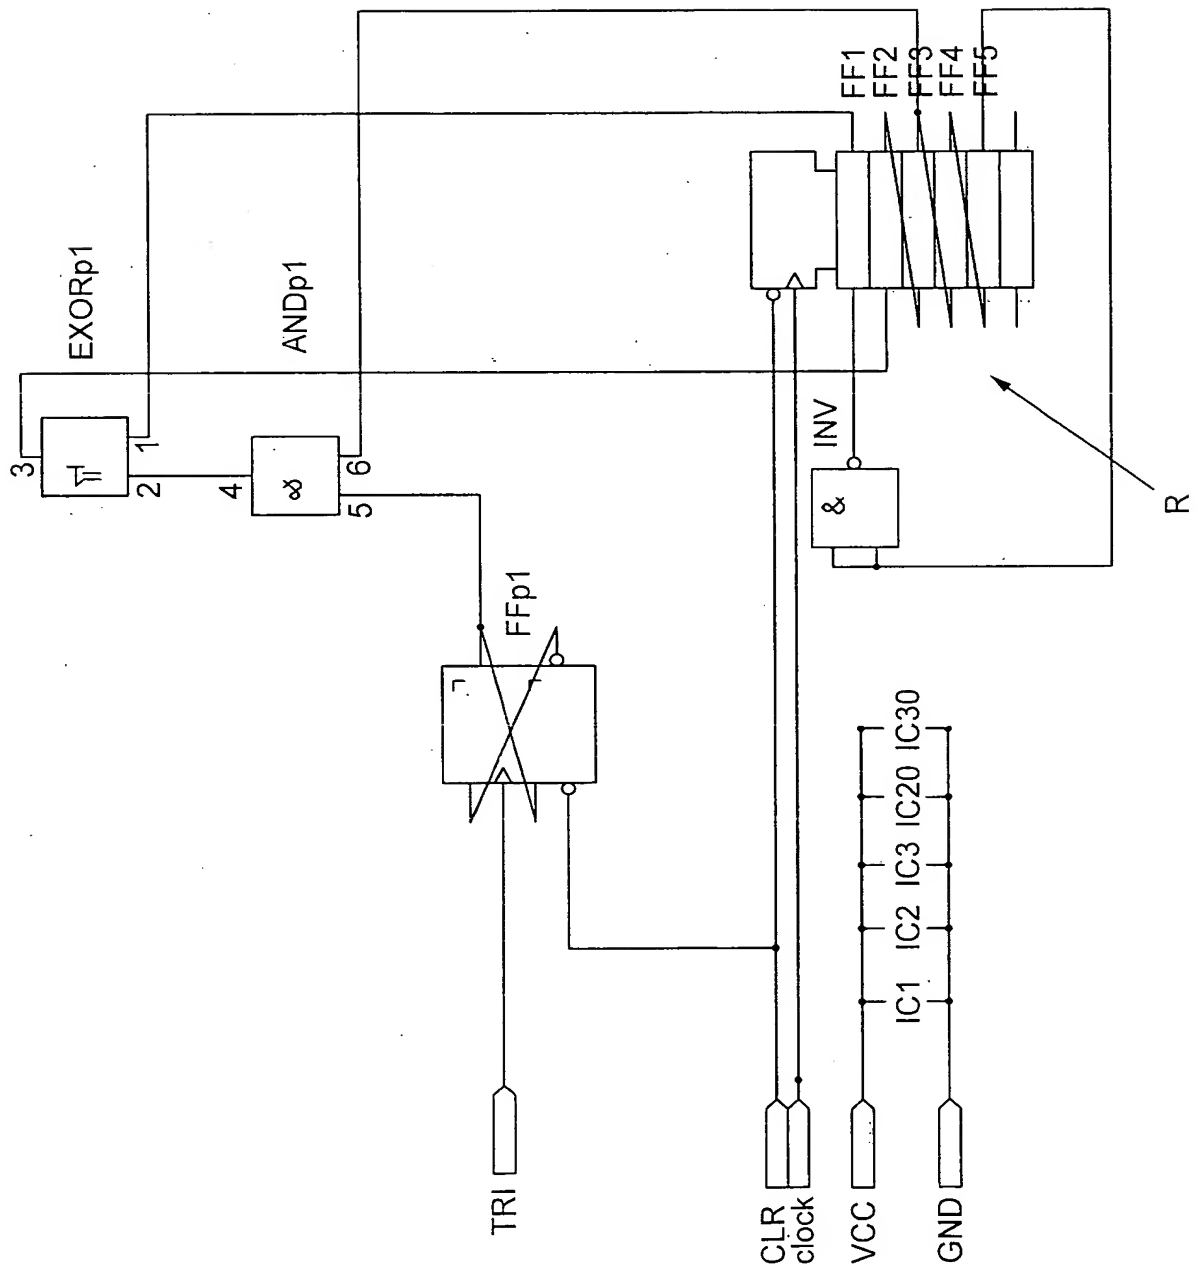 EXORp1
3
1
2
ANDp1
4
6
5
&
FFp1
TRI
FF1
FF2
FF3
FF4
FF5
INV
&
R
CLR
clock
VCC
GND
IC1
IC2
IC3
IC20
IC30